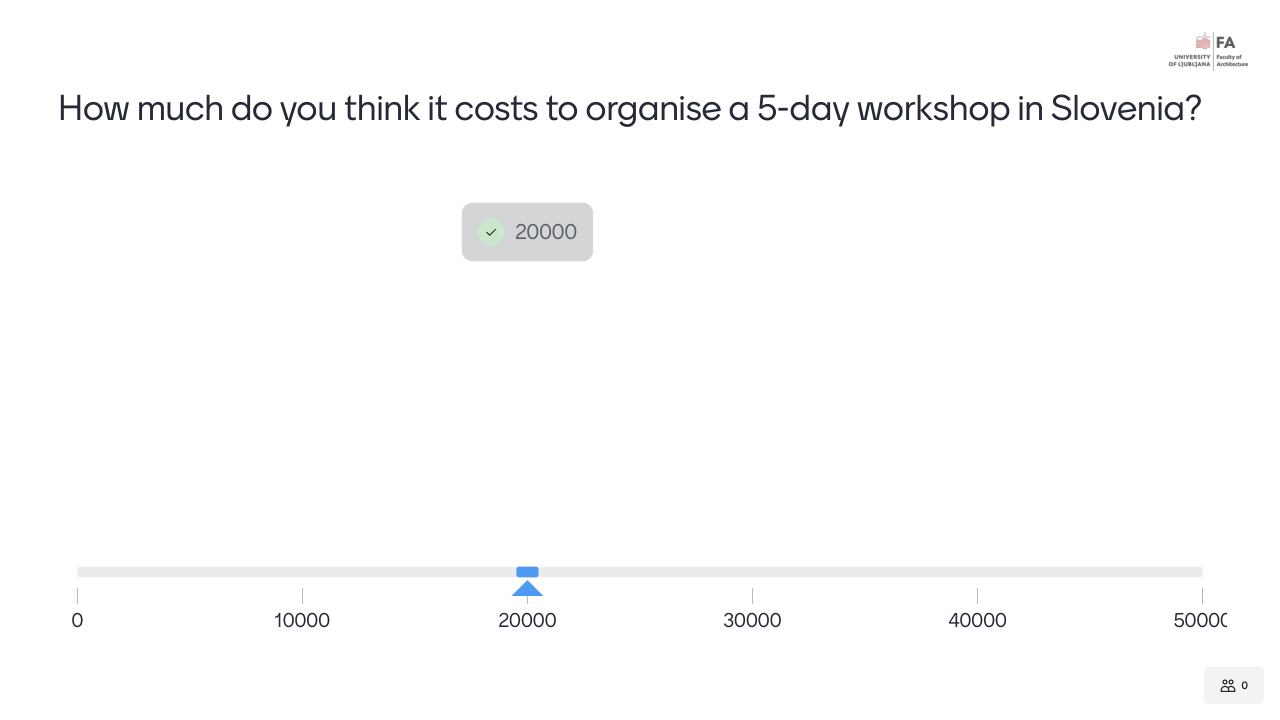 FA
UNIVERSITY
OF LJUBLJANA
Faculty of
Architecture
How much do you think it costs to organise a 5-day workshop in Slovenia?
20000
0 10000 20000 30000 40000 50000
0